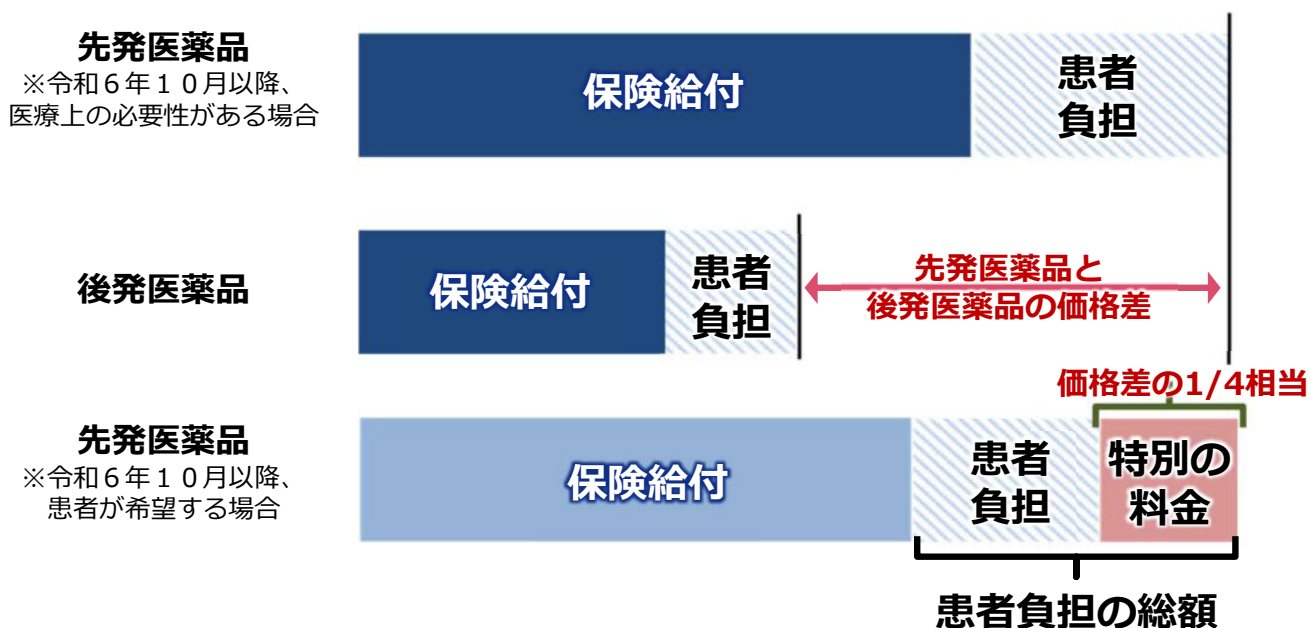 先発医薬品
※令和６年１０月以降、
医療上の必要性がある場合
保険給付
患者
負担
後発医薬品
保険給付
患者
負担
先発医薬品と
後発医薬品の価格差
価格差の1/4相当
先発医薬品
※令和６年１０月以降、
患者が希望する場合
保険給付
患者
負担
特別の
料金
患者負担の総額